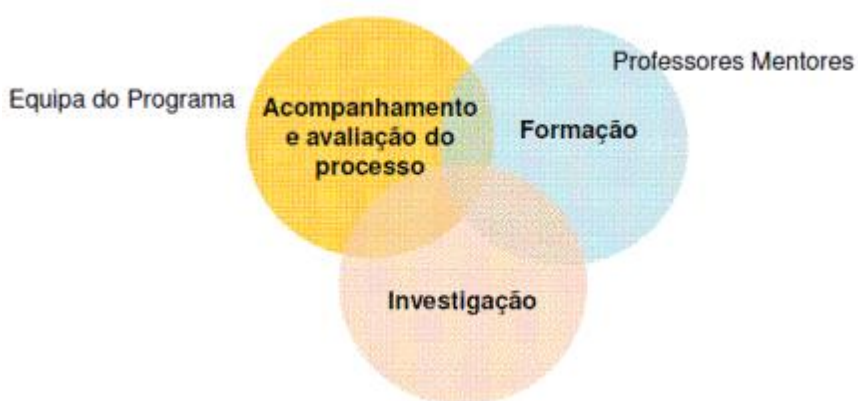 Professores Mentores
Equipa do Programa
Acompanhamento
e avaliação do
processo
Formação
Investigação